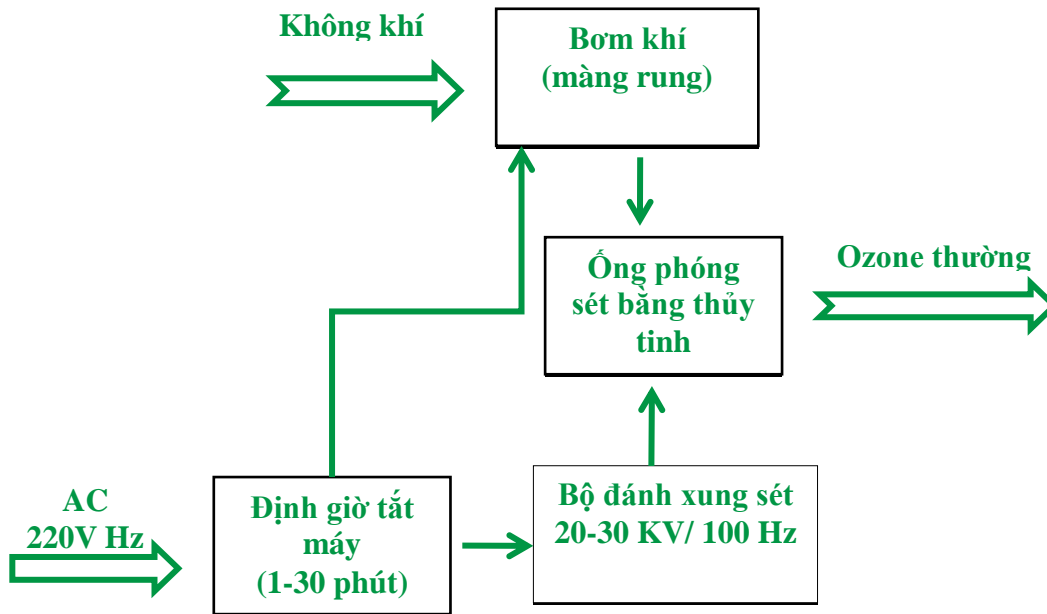 Không khí
Bơm khí
(màng rung)
Ống phóng
sét bằng thủy
tinh
Ozone thường
AC
220V Hz
Định giờ tắt
máy
(1-30 phút)
Bộ đánh xung sét
20-30 KV/ 100 Hz